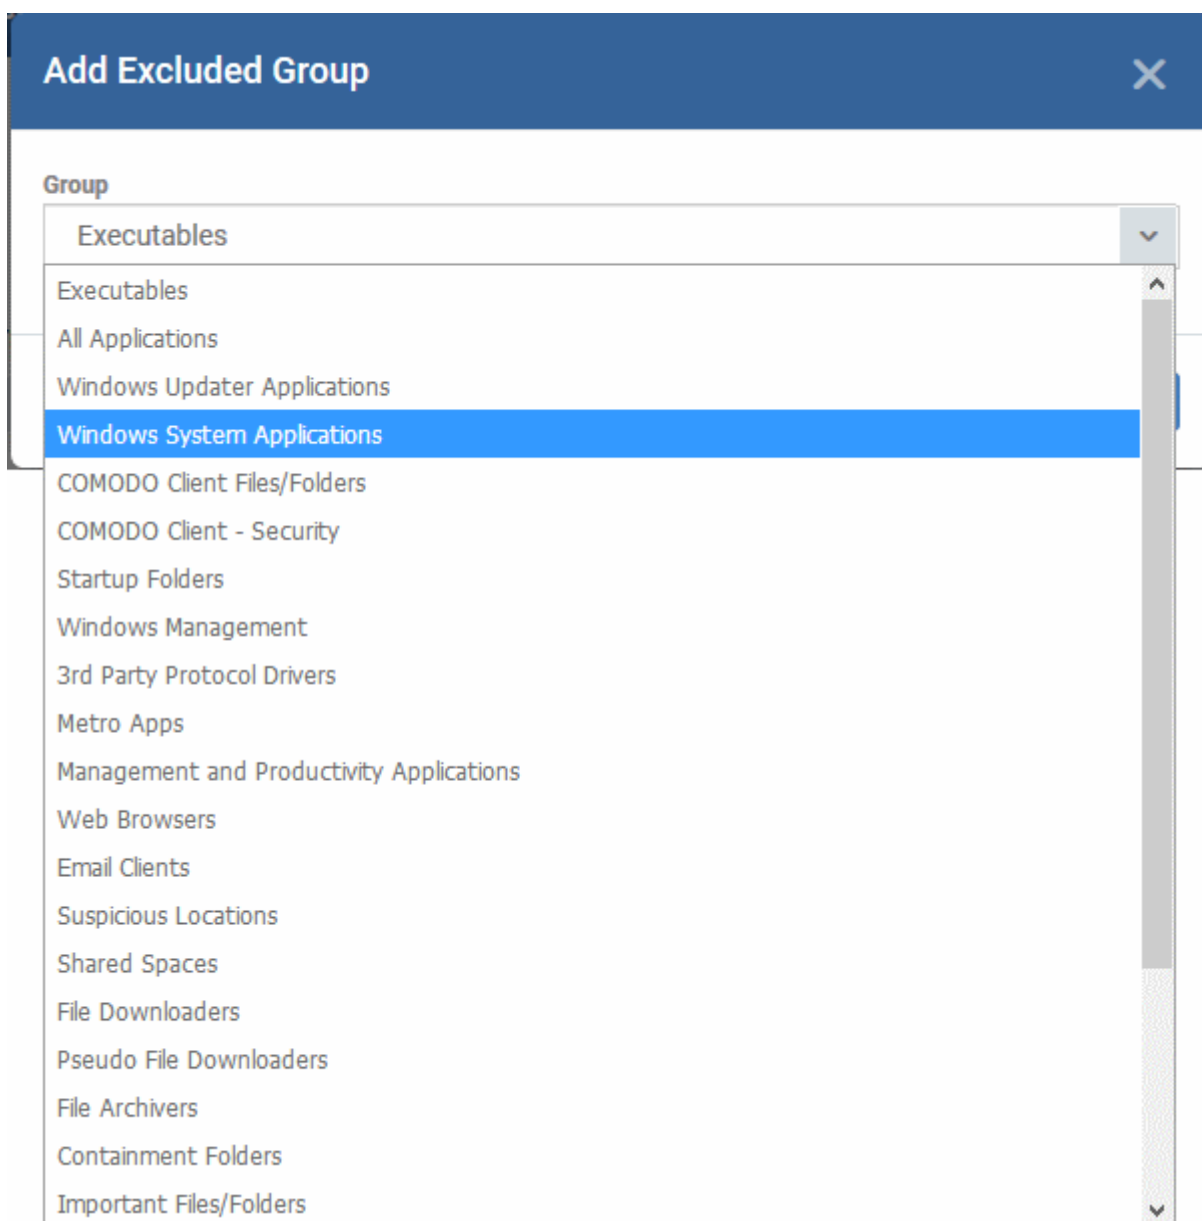 Add Excluded Group
Group
Executables
Executables
All Applications
Windows Updater Applications
Windows System Applications
COMODO Client Files/Folders
COMODO Client - Security
Startup Folders
Windows Management
3rd Party Protocol Drivers
Metro Apps
Management and Productivity Applications
Web Browsers
Email Clients
Suspicious Locations
Shared Spaces
File Downloaders
Pseudo File Downloaders
File Archivers
Containment Folders
Important Files/Folders